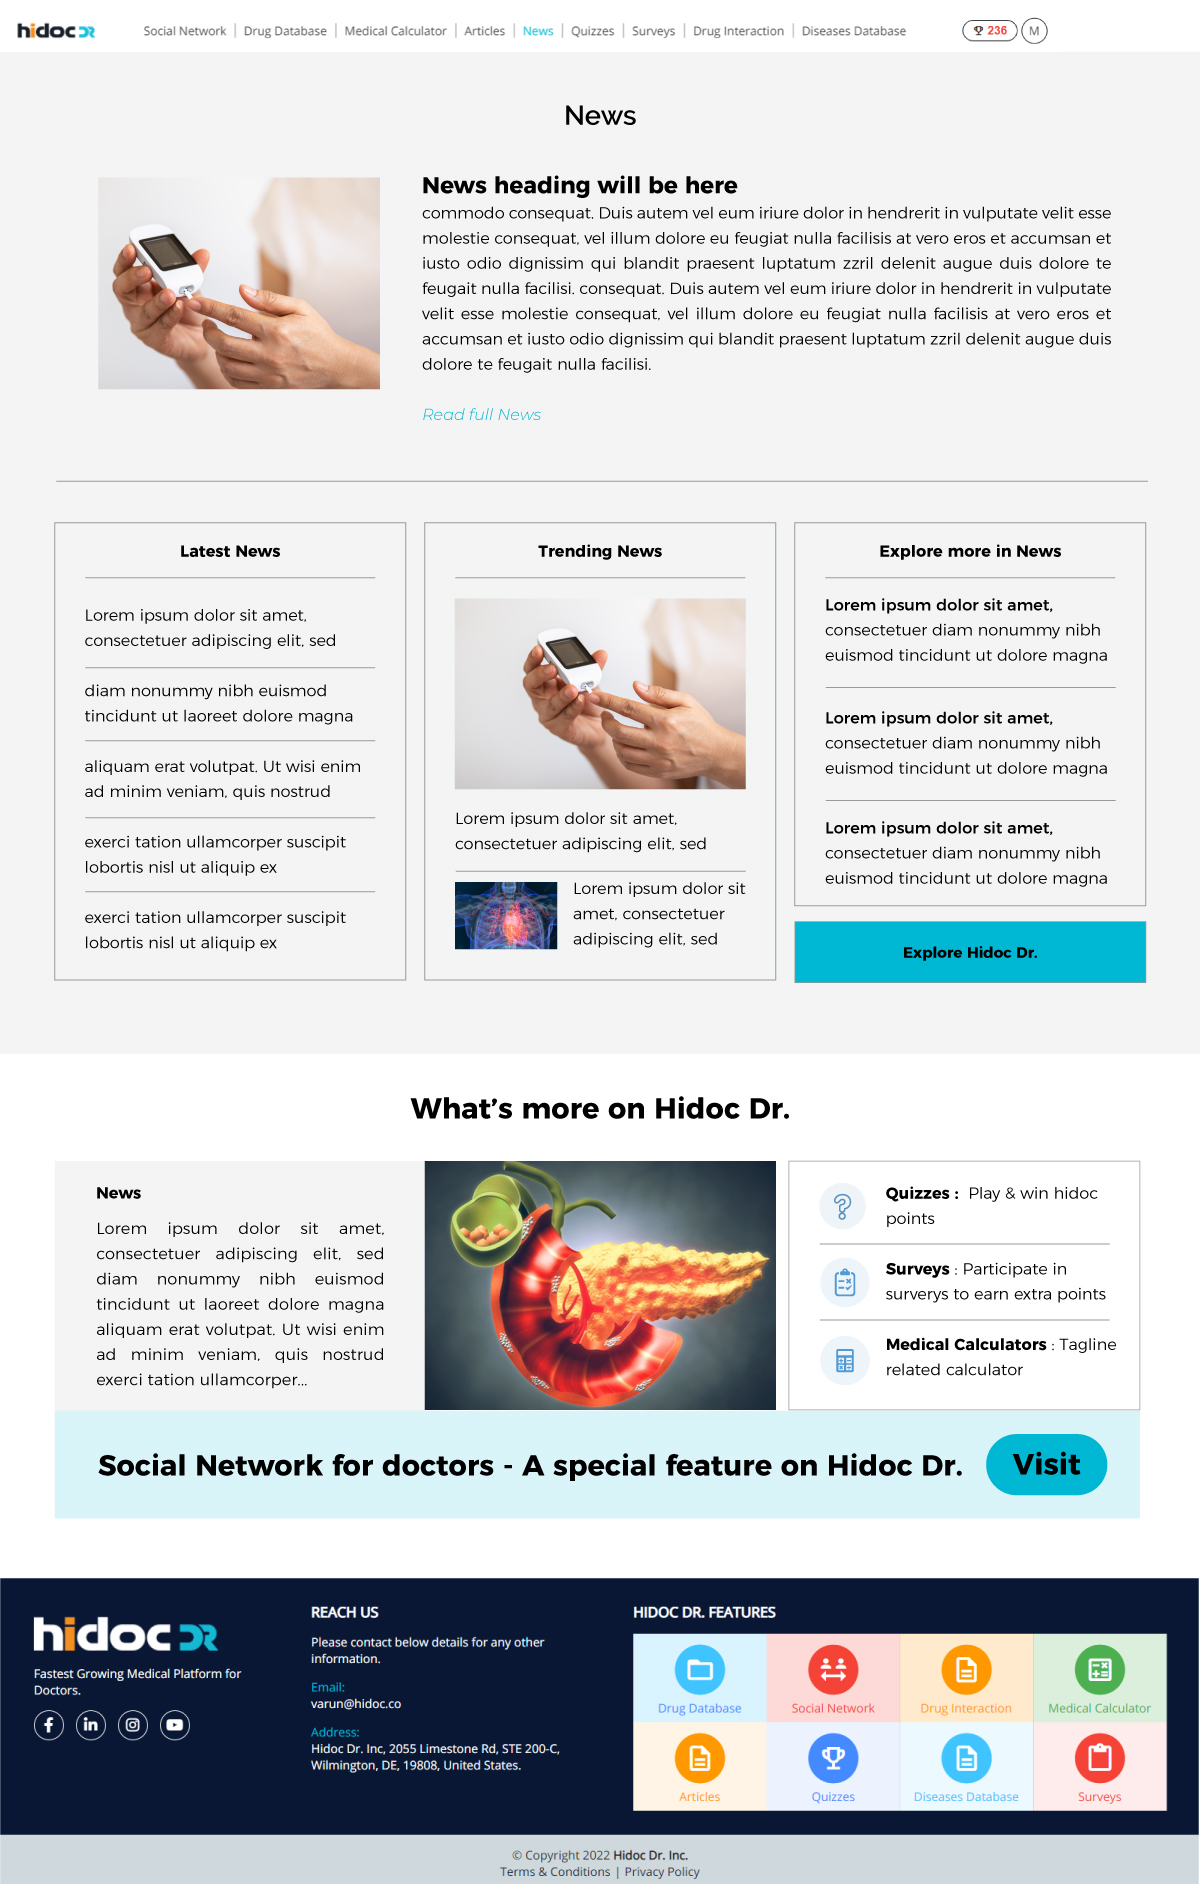 hidoc DR
Social Network | Drug Database | Medical Calculator | Articles | News | Quizzes | Surveys | Drug Interaction | Diseases Database
236 M
News
News heading will be here
commodo consequat. Duis autem vel eum iriure dolor in hendrerit in vulputate velit esse
molestie consequat, vel illum dolore eu feugiat nulla facilisis at vero eros et accumsan et
iusto odio dignissim qui blandit praesent luptatum zzril delenit augue duis dolore te
feugait nulla facilisi. consequat. Duis autem vel eum iriure dolor in hendrerit in vulputate
velit esse molestie consequat, vel illum dolore eu feugiat nulla facilisis at vero eros et
accumsan et iusto odio dignissim qui blandit praesent luptatum zzril delenit augue duis
dolore te feugait nulla facilisi.
Read full News
Latest News
Lorem ipsum dolor sit amet,
consectetuer adipiscing elit, sed
diam nonummy nibh euismod
tincidunt ut laoreet dolore magna
aliquam erat volutpat. Ut wisi enim
ad minim veniam, quis nostrud
exerci tation ullamcorper suscipit
lobortis nisl ut aliquip ex
exerci tation ullamcorper suscipit
lobortis nisl ut aliquip ex
Trending News
Lorem ipsum dolor sit amet,
consectetuer adipiscing elit, sed
Lorem ipsum dolor sit
amet, consectetuer
adipiscing elit, sed
Explore more in News
Lorem ipsum dolor sit amet,
consectetuer diam nonummy nibh
euismod tincidunt ut dolore magna
Lorem ipsum dolor sit amet,
consectetuer diam nonummy nibh
euismod tincidunt ut dolore magna
Lorem ipsum dolor sit amet,
consectetuer diam nonummy nibh
euismod tincidunt ut dolore magna
Explore Hidoc Dr.
What's more on Hidoc Dr.
News
Lorem ipsum dolor sit amet,
consectetuer adipiscing elit, sed
diam nonummy nibh euismod
tincidunt ut laoreet dolore magna
aliquam erat volutpat. Ut wisi enim
ad minim veniam, quis nostrud
exerci tation ullamcorper...
Quizzes : Play & win hidoc
points
Surveys : Participate in
surverys to earn extra points
Medical Calculators : Tagline
related calculator
Social Network for doctors - A special feature on Hidoc Dr.
Visit
hidoc DR
Fastest Growing Medical Platform for
Doctors.
REACH US
Please contact below details for any other
information.
Email:
varun@hidoc.co
Address:
Hidoc Dr. Inc, 2055 Limestone Rd, STE 200-C,
Wilmington, DE, 19808, United States.
HIDOC DR. FEATURES
Drug Database
Social Network
Drug Interaction
Medical Calculator
Articles
Quizzes
Diseases Database
Surveys
© Copyright 2022 Hidoc Dr. Inc.
Terms & Conditions | Privacy Policy